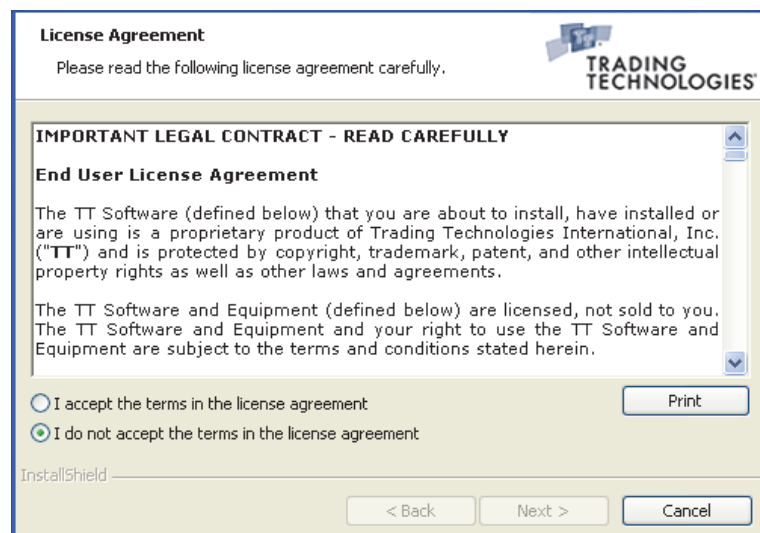 License Agreement
Please read the following license agreement carefully.
TT
TRADING
TECHNOLOGIES®
IMPORTANT LEGAL CONTRACT - READ CAREFULLY
End User License Agreement
The TT Software (defined below) that you are about to install, have installed or
are using is a proprietary product of Trading Technologies International, Inc.
("TT") and is protected by copyright, trademark, patent, and other intellectual
property rights as well as other laws and agreements.
The TT Software and Equipment (defined below) are licensed, not sold to you.
The TT Software and Equipment and your right to use the TT Software and
Equipment are subject to the terms and conditions stated herein.
I accept the terms in the license agreement
Print
I do not accept the terms in the license agreement
InstallShield
< Back
Next >
Cancel